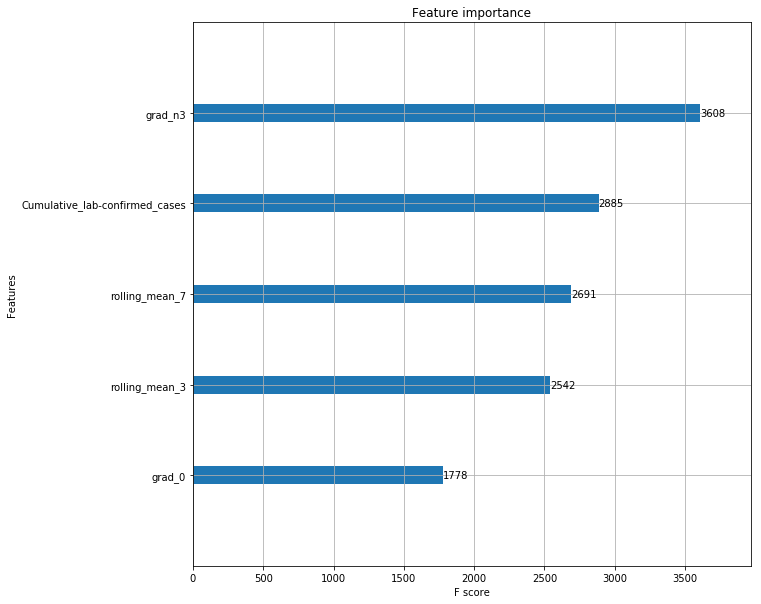 Feature importance
grad_n3
3608
Cumulative_lab-confirmed_cases
2885
rolling_mean_7
2691
rolling_mean_3
2542
grad_0
1778
Features
0 500 1000 1500 2000 2500 3000 3500
F score